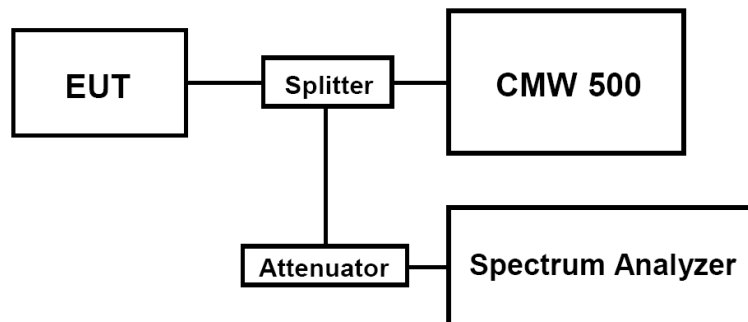 EUT
Splitter
CMW 500
Attenuator
Spectrum Analyzer